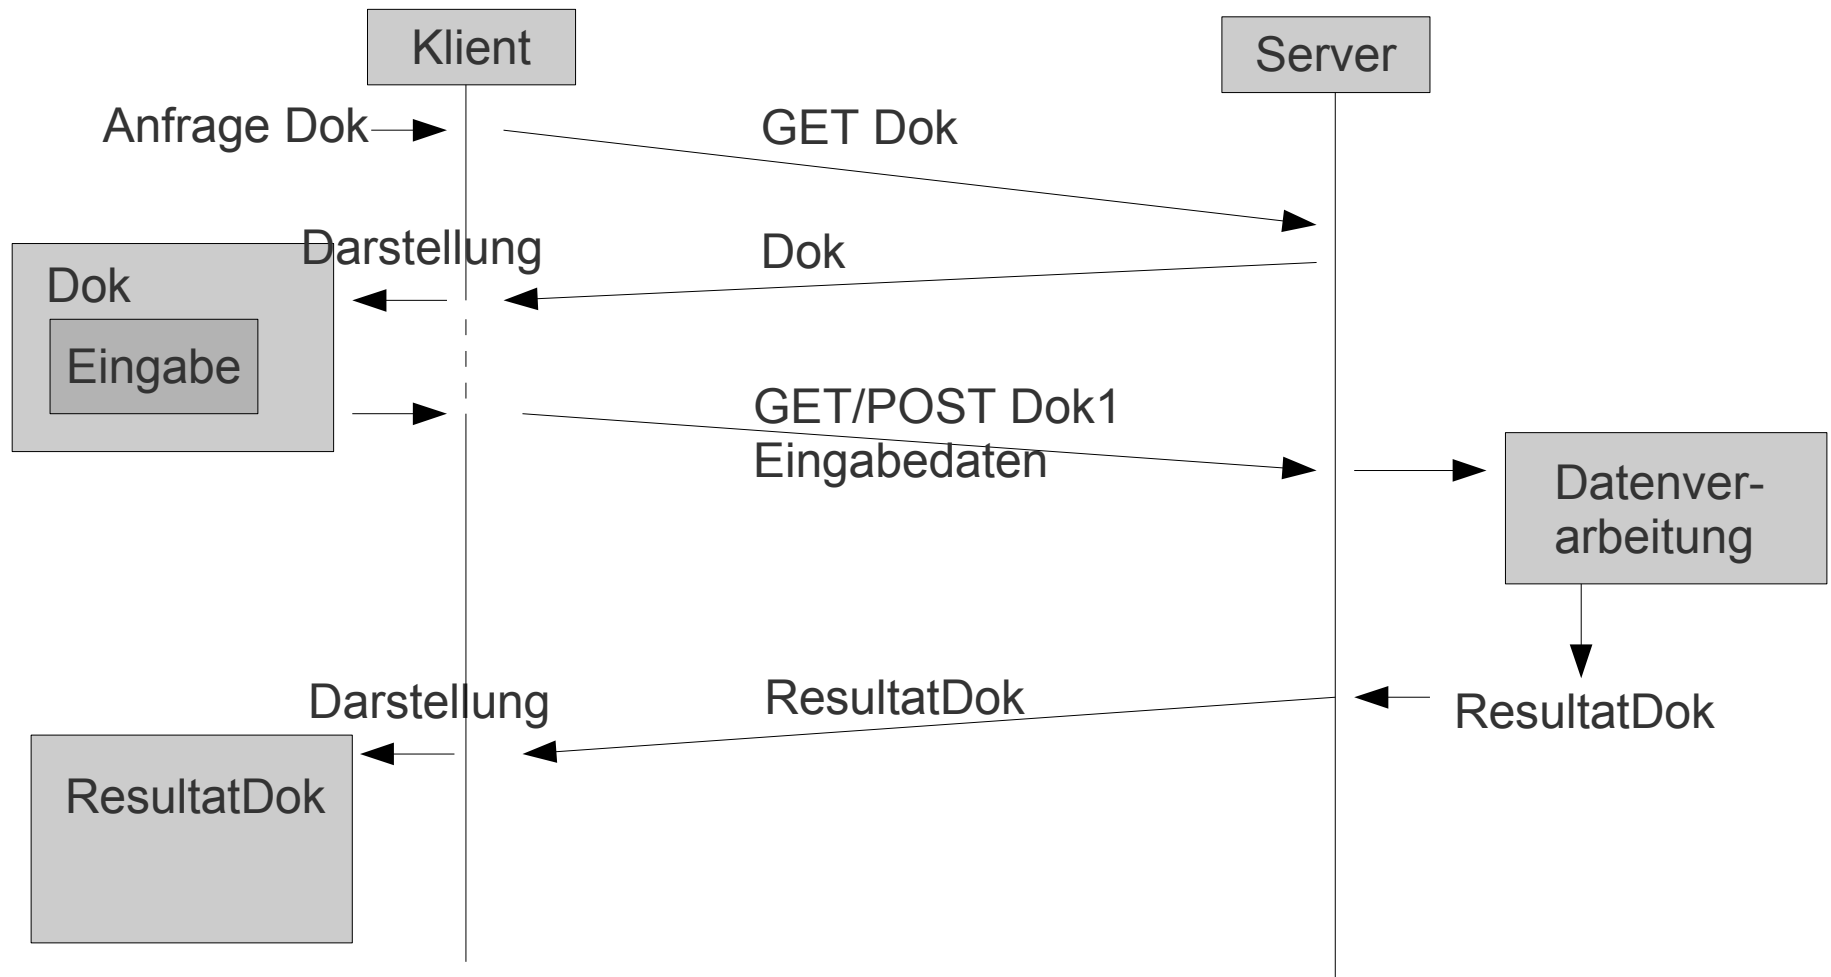 Klient
Server
Anfrage Dok
GET Dok
Darstellung
Dok
Dok
Eingabe
GET/POST Dok1
Eingabedaten
Datenver-
arbeitung
Darstellung
ResultatDok
ResultatDok
ResultatDok